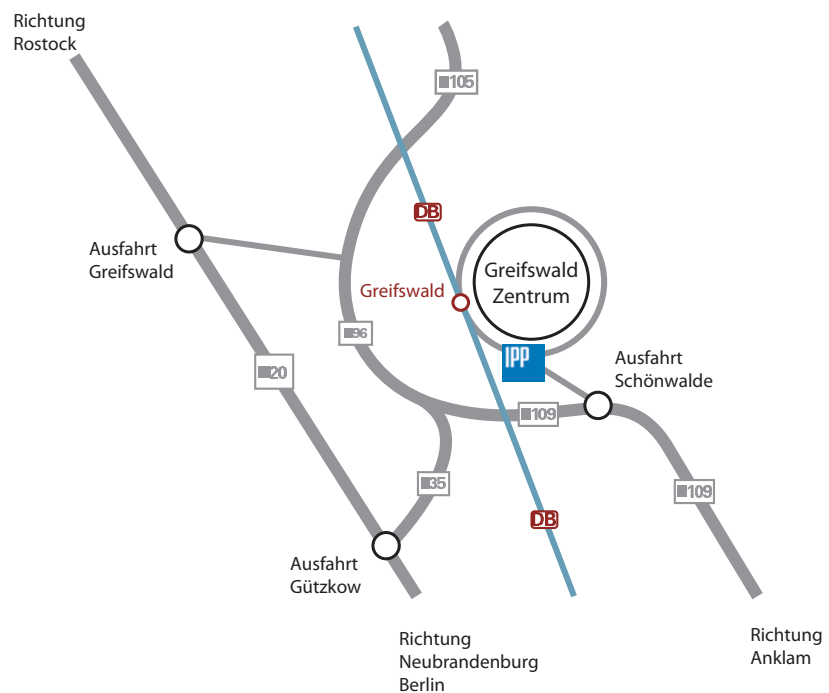 Richtung
Rostock
105
DB
Ausfahrt
Greifswald
Greifswald
Zentrum
Greifswald
96
IPP
Ausfahrt
Schönwalde
20
109
35
109
DB
Ausfahrt
Gützkow
Richtung
Neubrandenburg
Berlin
Richtung
Anklam